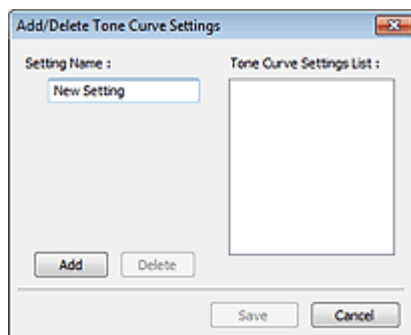 Add/Delete Tone Curve Settings
Setting Name :
Tone Curve Settings List :
New Setting
Add
Delete
Save
Cancel